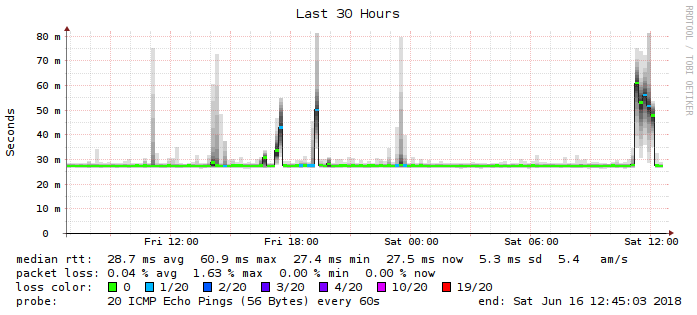 Last 30 Hours
RRDTOOL / TOBI OETIKER
Seconds
80 m
70 m
60 m
50 m
40 m
30 m
20 m
10 m
0
Fri 12:00 Fri 18:00 Sat 00:00 Sat 06:00 Sat 12:00
median rtt: 28.7 ms avg 60.9 ms max 27.4 ms min 27.5 ms now 5.3 ms sd 5.4 am/s
packet loss: 0.04 % avg 1.63 % max 0.00 % min 0.00 % now
loss color: 0 1/20 2/20 3/20 4/20 10/20 19/20
probe: 20 ICMP Echo Pings (56 Bytes) every 60s end: Sat Jun 16 12:45:03 2018